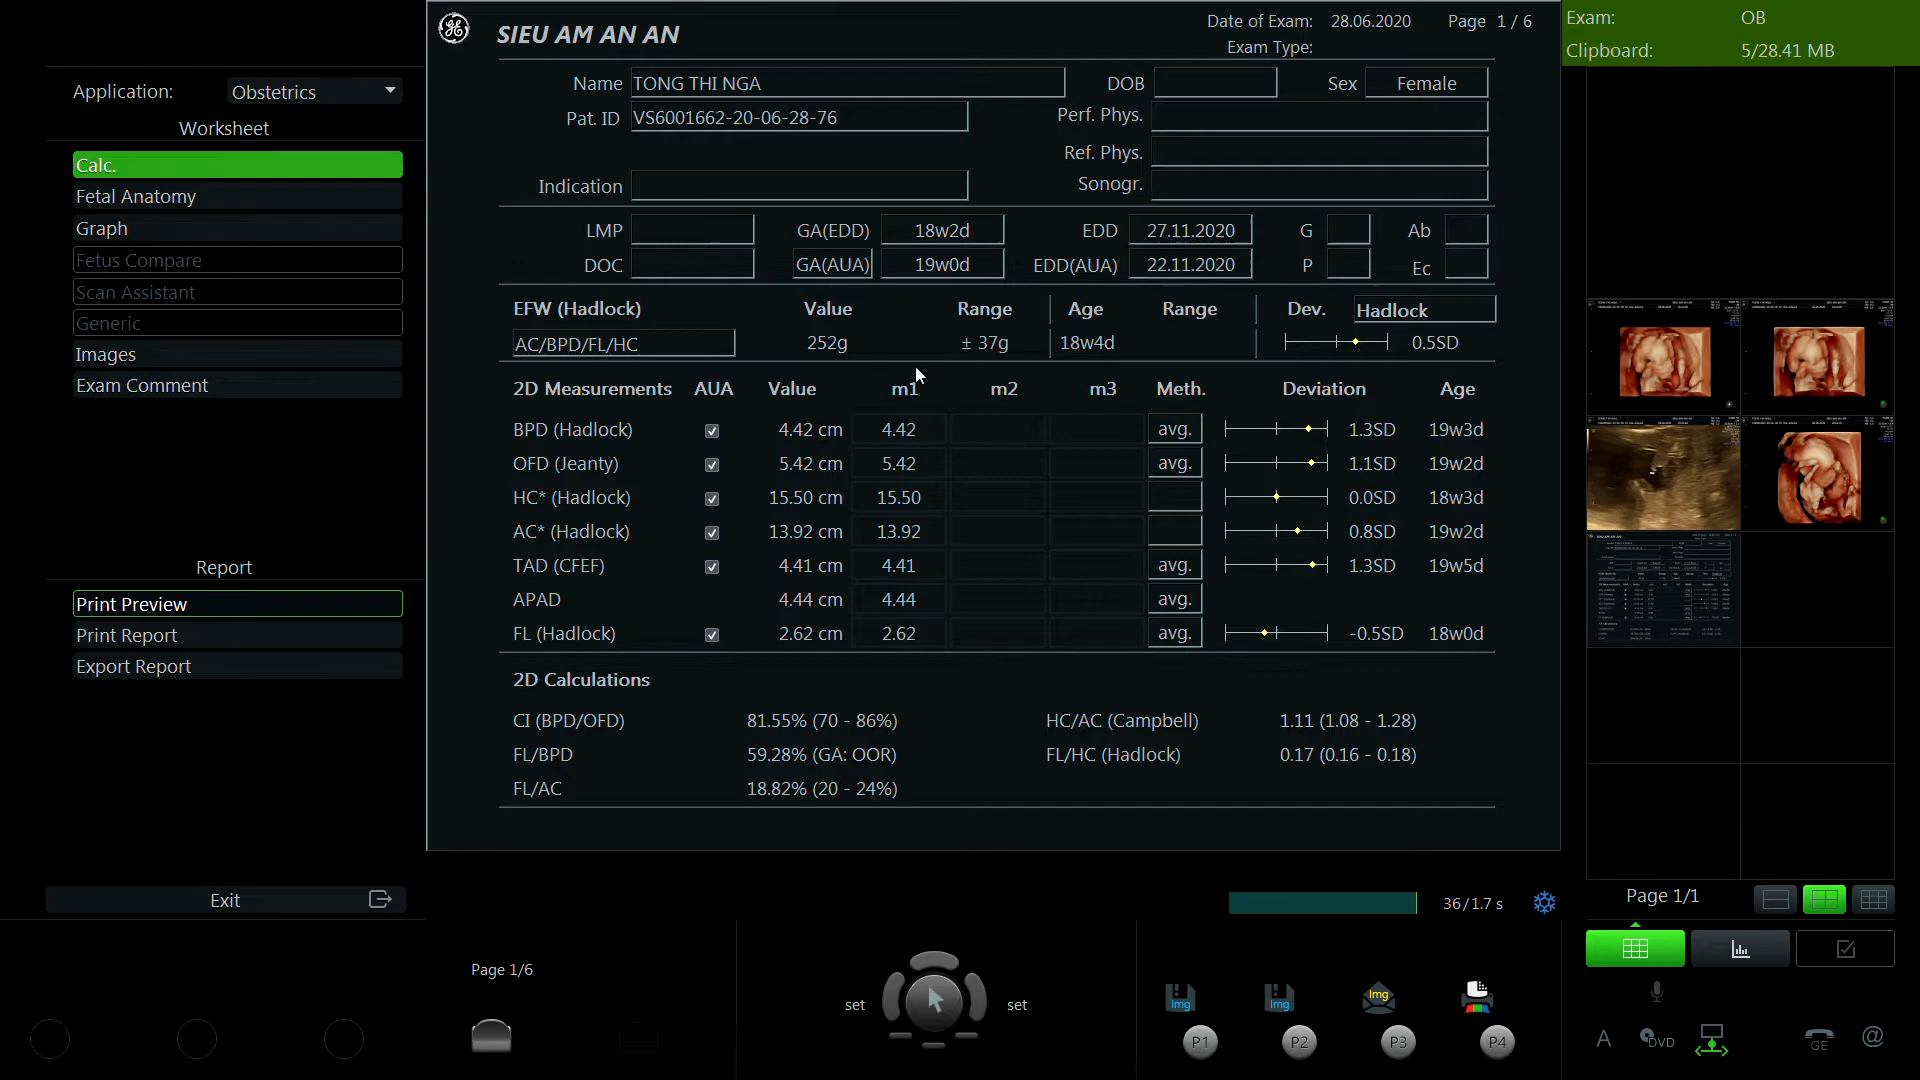 SIEU AM AN AN
Date of Exam: 28.06.2020 Page 1 / 6
Exam Type:
Exam: OB
Clipboard: 5/28.41 MB
Application: Obstetrics
Worksheet
Calc.
Fetal Anatomy
Graph
Fetus Compare
Scan Assistant
Generic
Images
Exam Comment
Report
Print Preview
Print Report
Export Report
Exit
Name TONG THI NGA DOB Sex Female
Pat. ID VS6001662-20-06-28-76 Perf. Phys.
Ref. Phys.
Indication Sonogr.
LMP GA(EDD) 18w2d EDD 27.11.2020 G Ab
DOC GA(AUA) 19w0d EDD(AUA) 22.11.2020 P Ec
EFW (Hadlock) Value Range Age Range Dev. Hadlock
AC/BPD/FL/HC 252g ± 37g 18w4d 0.5SD
2D Measurements AUA Value m1 m2 m3 Meth. Deviation Age
BPD (Hadlock) 4.42 cm 4.42 avg. 1.3SD 19w3d
OFD (Jeanty) 5.42 cm 5.42 avg. 1.1SD 19w2d
HC* (Hadlock) 15.50 cm 15.50 0.0SD 18w3d
AC* (Hadlock) 13.92 cm 13.92 0.8SD 19w2d
TAD (CFEF) 4.41 cm 4.41 avg. 1.3SD 19w5d
APAD 4.44 cm 4.44 avg.
FL (Hadlock) 2.62 cm 2.62 avg. -0.5SD 18w0d
2D Calculations
CI (BPD/OFD) 81.55% (70 - 86%) HC/AC (Campbell) 1.11 (1.08 - 1.28)
FL/BPD 59.28% (GA: OOR) FL/HC (Hadlock) 0.17 (0.16 - 0.18)
FL/AC 18.82% (20 - 24%)
36/1.7 s
Page 1/1
Page 1/6
set set
Img Img Img
P1 P2 P3 P4
A DVD GE @